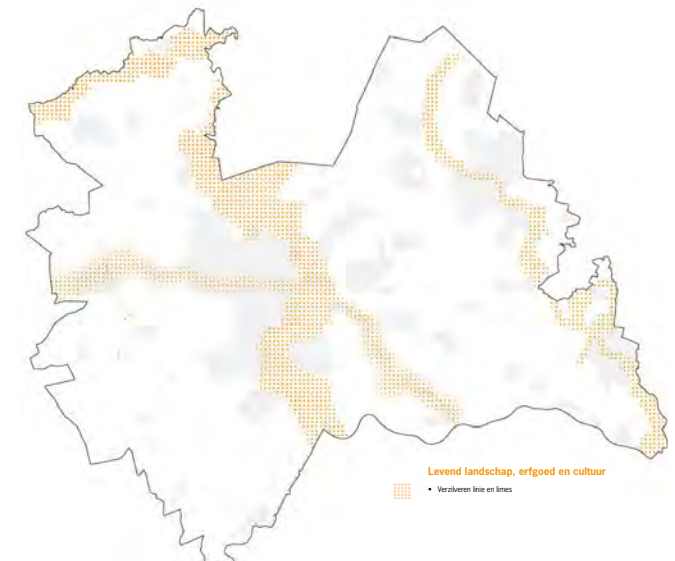 Levend landschap, erfgoed en cultuur
• Verzilveren linie en limes